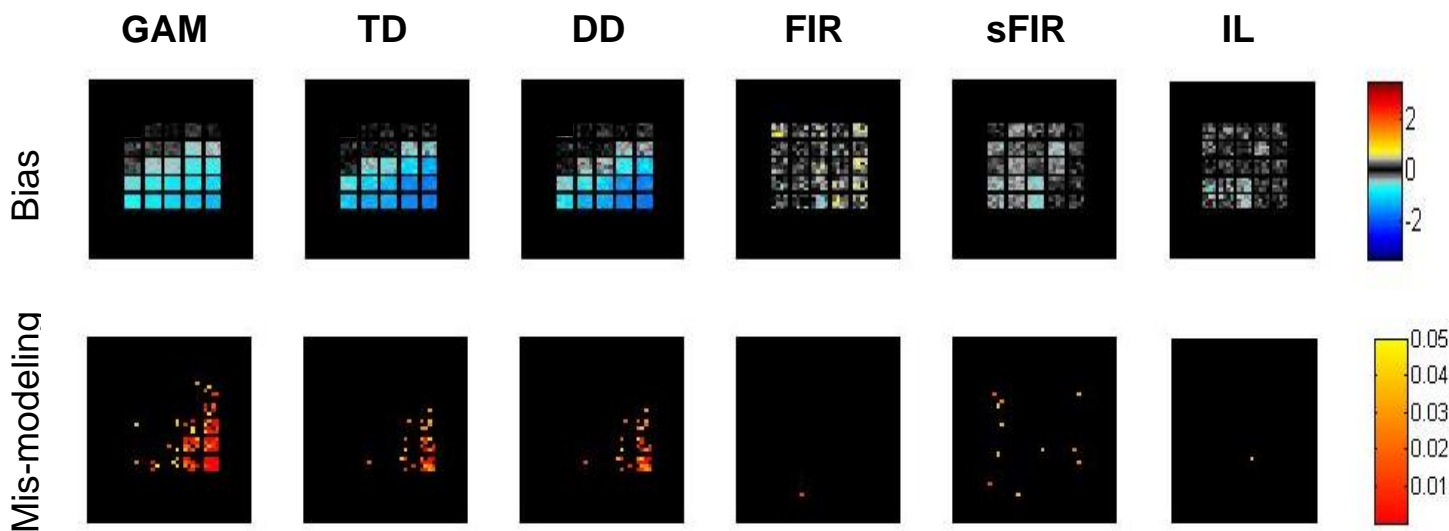 GAM TD DD FIR sFIR IL
Bias
2
0
-2
Mis-modeling
0.05
0.04
0.03
0.02
0.01